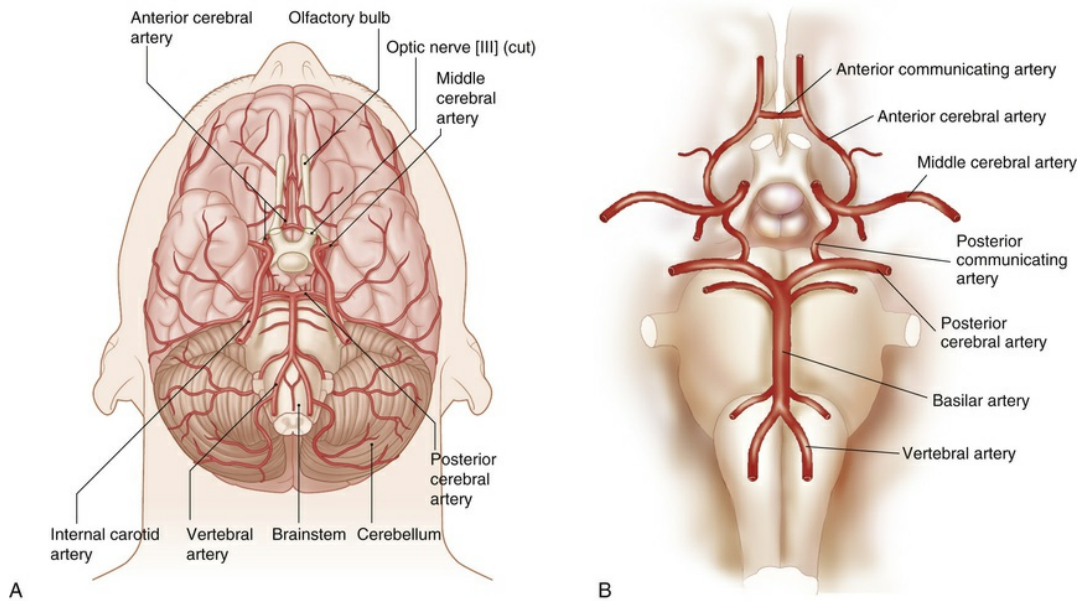 Anterior cerebral
artery
Olfactory bulb
Optic nerve [III] (cut)
Middle
cerebral
artery
Posterior
cerebral
artery
Internal carotid
artery
Vertebral
artery
Brainstem
Cerebellum
A
Anterior communicating artery
Anterior cerebral artery
Middle cerebral artery
Posterior
communicating
artery
Posterior
cerebral artery
Basilar artery
Vertebral artery
B